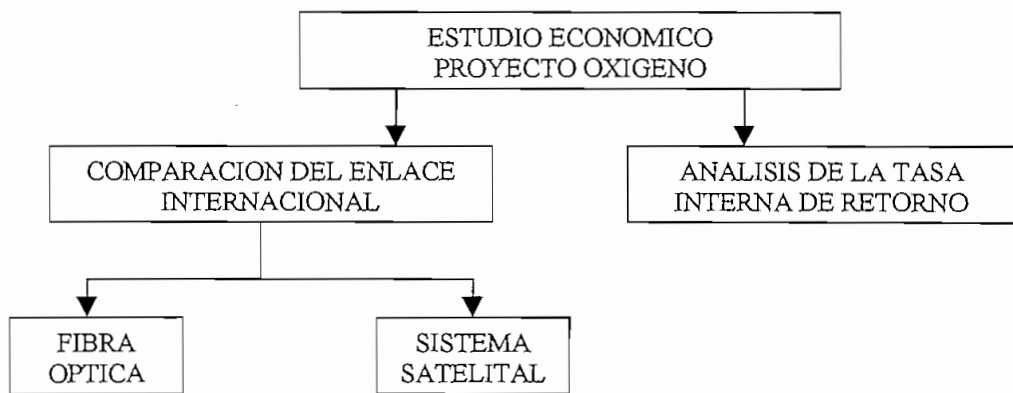 ESTUDIO ECONOMICO
PROYECTO OXIGENO
COMPARACION DEL ENLACE
INTERNACIONAL
ANALISIS DE LA TASA
INTERNA DE RETORNO
FIBRA
OPTICA
SISTEMA
SATELITAL